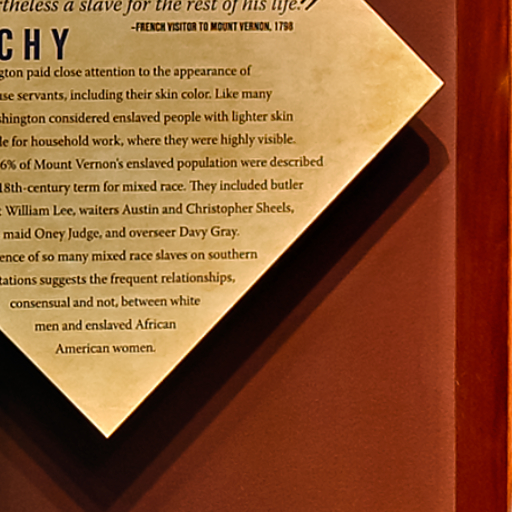 rtheless a slave for the rest of his life."
-FRENCH VISITOR TO MOUNT VERNON, 1798
CHY
gton paid close attention to the appearance of
se servants, including their skin color. Like many
shington considered enslaved people with lighter skin
le for household work, where they were highly visible.
6% of Mount Vernon's enslaved population were described
18th-century term for mixed race. They included butler
William Lee, waiters Austin and Christopher Sheels,
maid Oney Judge, and overseer Davy Gray.
ence of so many mixed race slaves on southern
tations suggests the frequent relationships,
consensual and not, between white
men and enslaved African
American women.